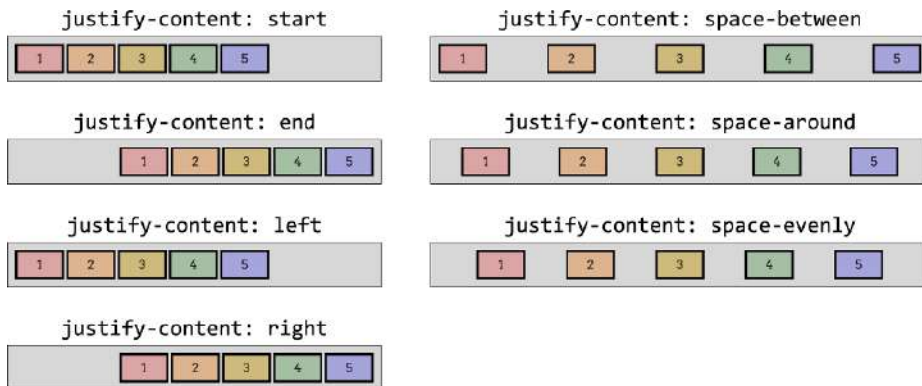 justify-content: start
1 2 3 4 5
justify-content: end
1 2 3 4 5
justify-content: left
1 2 3 4 5
justify-content: right
1 2 3 4 5
justify-content: space-between
1 2 3 4 5
justify-content: space-around
1 2 3 4 5
justify-content: space-evenly
1 2 3 4 5